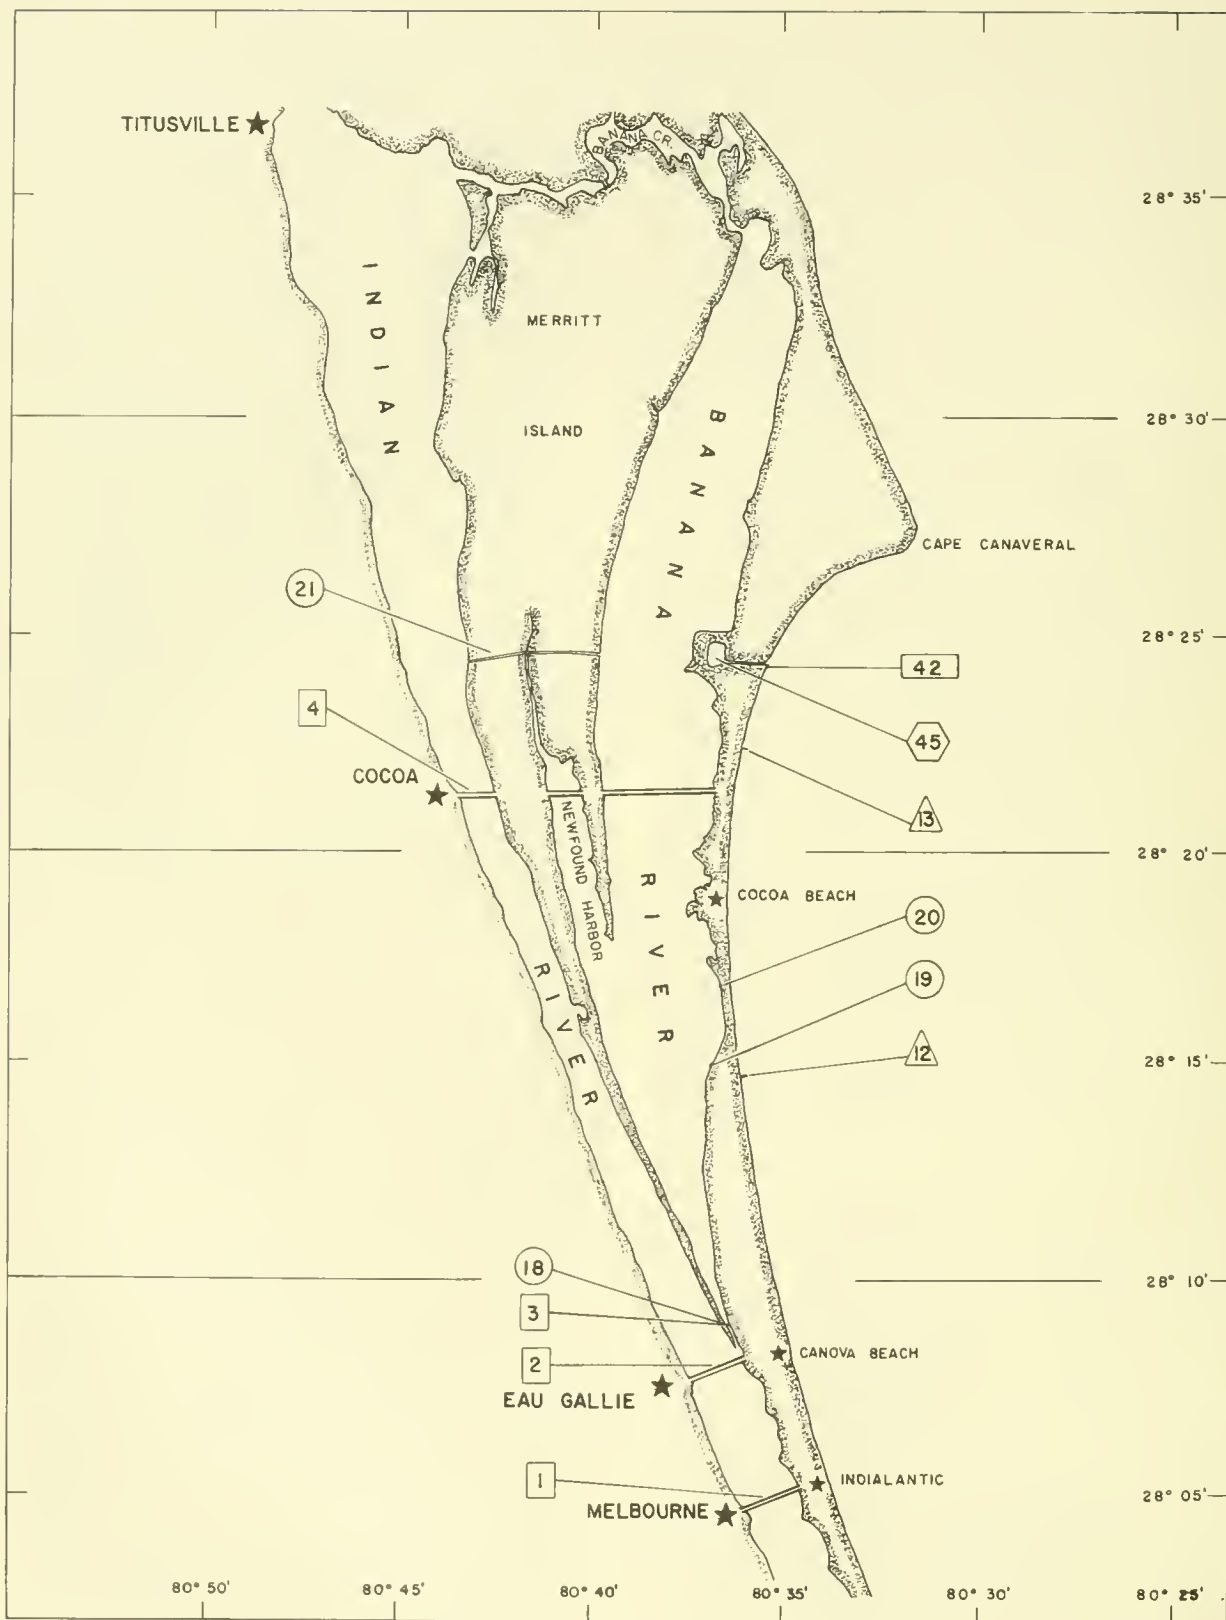 TITUSVILLE
BANANA CR.
28° 35'
INDIAN
MERRITT
BANANA
28° 30'
ISLAND
CAPE CANAVERAL
21
28° 25'
42
4
45
COCOA
13
NEWFOUND HARBOR
28° 20'
RIVER
COCOA BEACH
20
RIVER
19
12
28° 15'
18
28° 10'
3
CANOVA BEACH
2
EAU GALLIE
1
INDIALANTIC
28° 05'
MELBOURNE
80° 50'
80° 45'
80° 40'
80° 35'
80° 30'
80° 25'